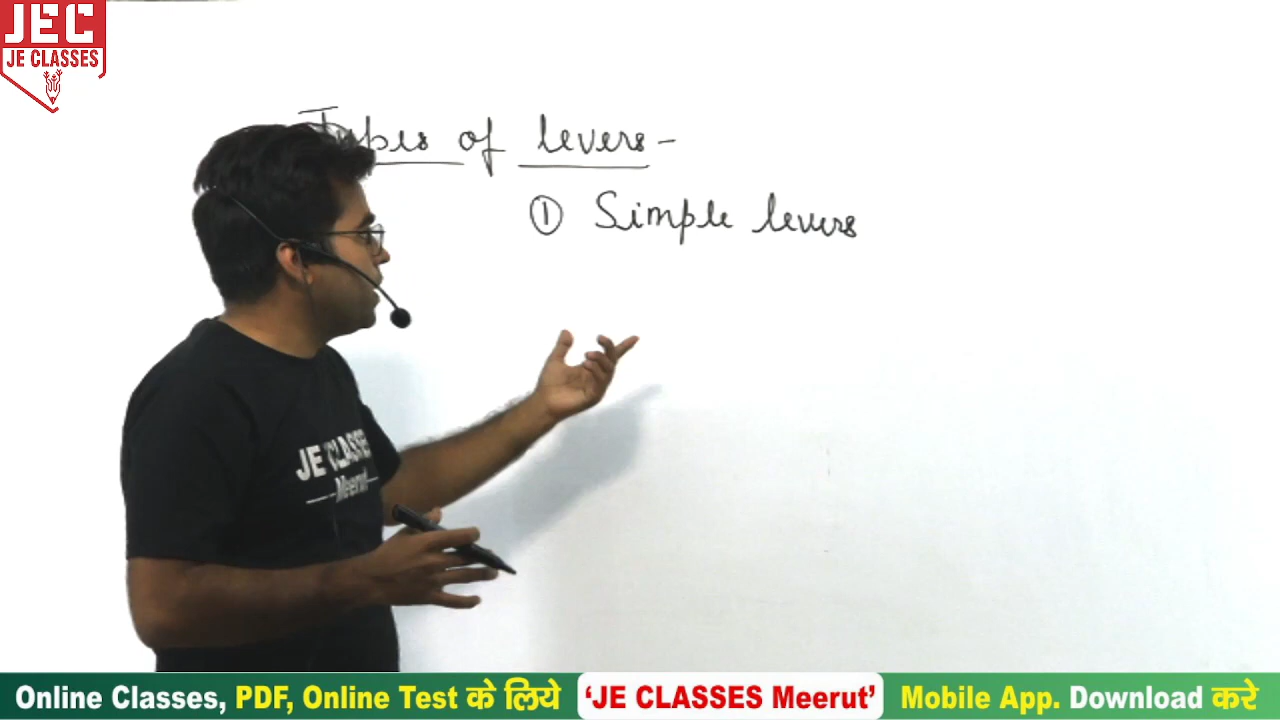 JEC
JE CLASSES
Types of levers-
① Simple levers
JE CLASSES
Meerut
Online Classes, PDF, Online Test के लिये 'JE CLASSES Meerut' Mobile App. Download करे